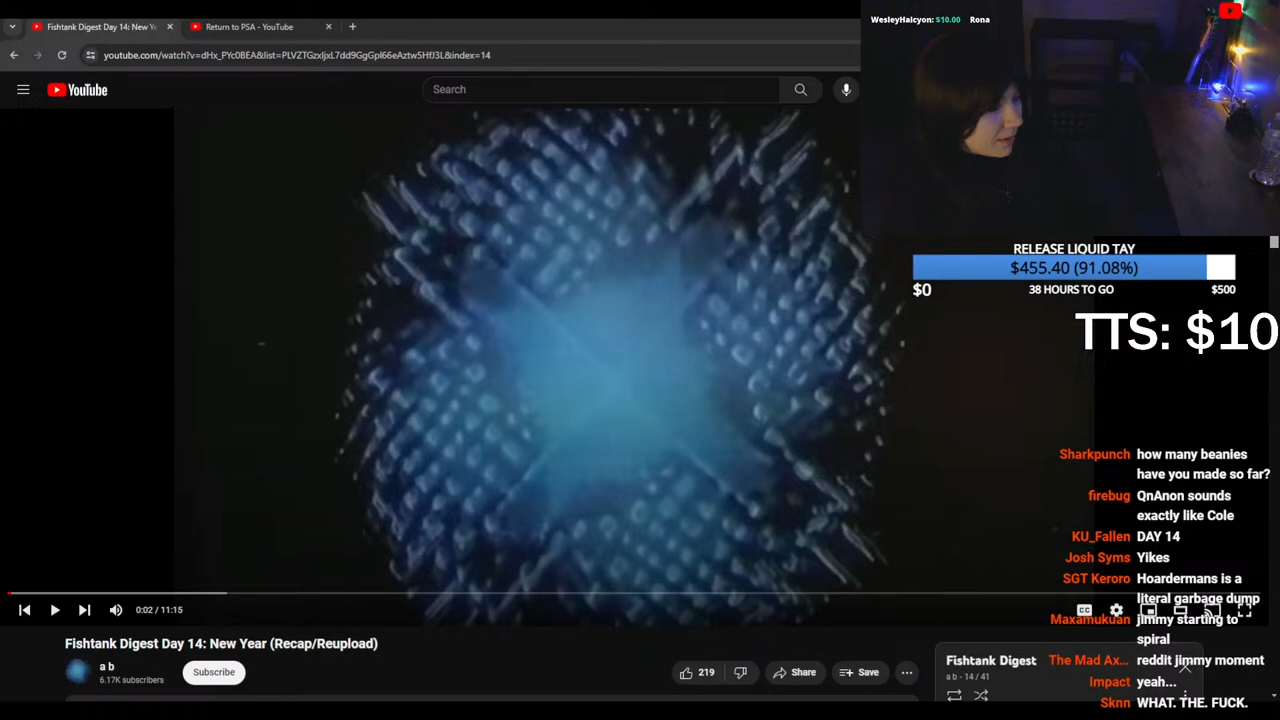 Fishtank Digest Day 14: New Ye
Return to PSA - YouTube
WesleyHalcyon: $10.00 Rona
youtube.com/watch?v=dHx_PYc0BEA&list=PLVZTGzxIjxL7dd9GgGpl66eAztw5HfJ3L&index=14
YouTube
Search
RELEASE LIQUID TAY
$455.40 (91.08%)
$0 38 HOURS TO GO $500
TTS: $10
Sharkpunch how many beanies
have you made so far?
firebug QnAnon sounds
exactly like Cole
KU_Fallen DAY 14
Josh Syms Yikes
SGT Keroro Hoardermans is a
literal garbage dump
Maxamukuan jimmy starting to
spiral
The Mad Ax... reddit jimmy moment
Impact yeah...
Sknn WHAT. THE. FUCK.
0:02 / 11:15
CC
Fishtank Digest Day 14: New Year (Recap/Reupload)
a b
6.17K subscribers
Subscribe
219
Share
Save
Fishtank Digest
a b - 14 / 41